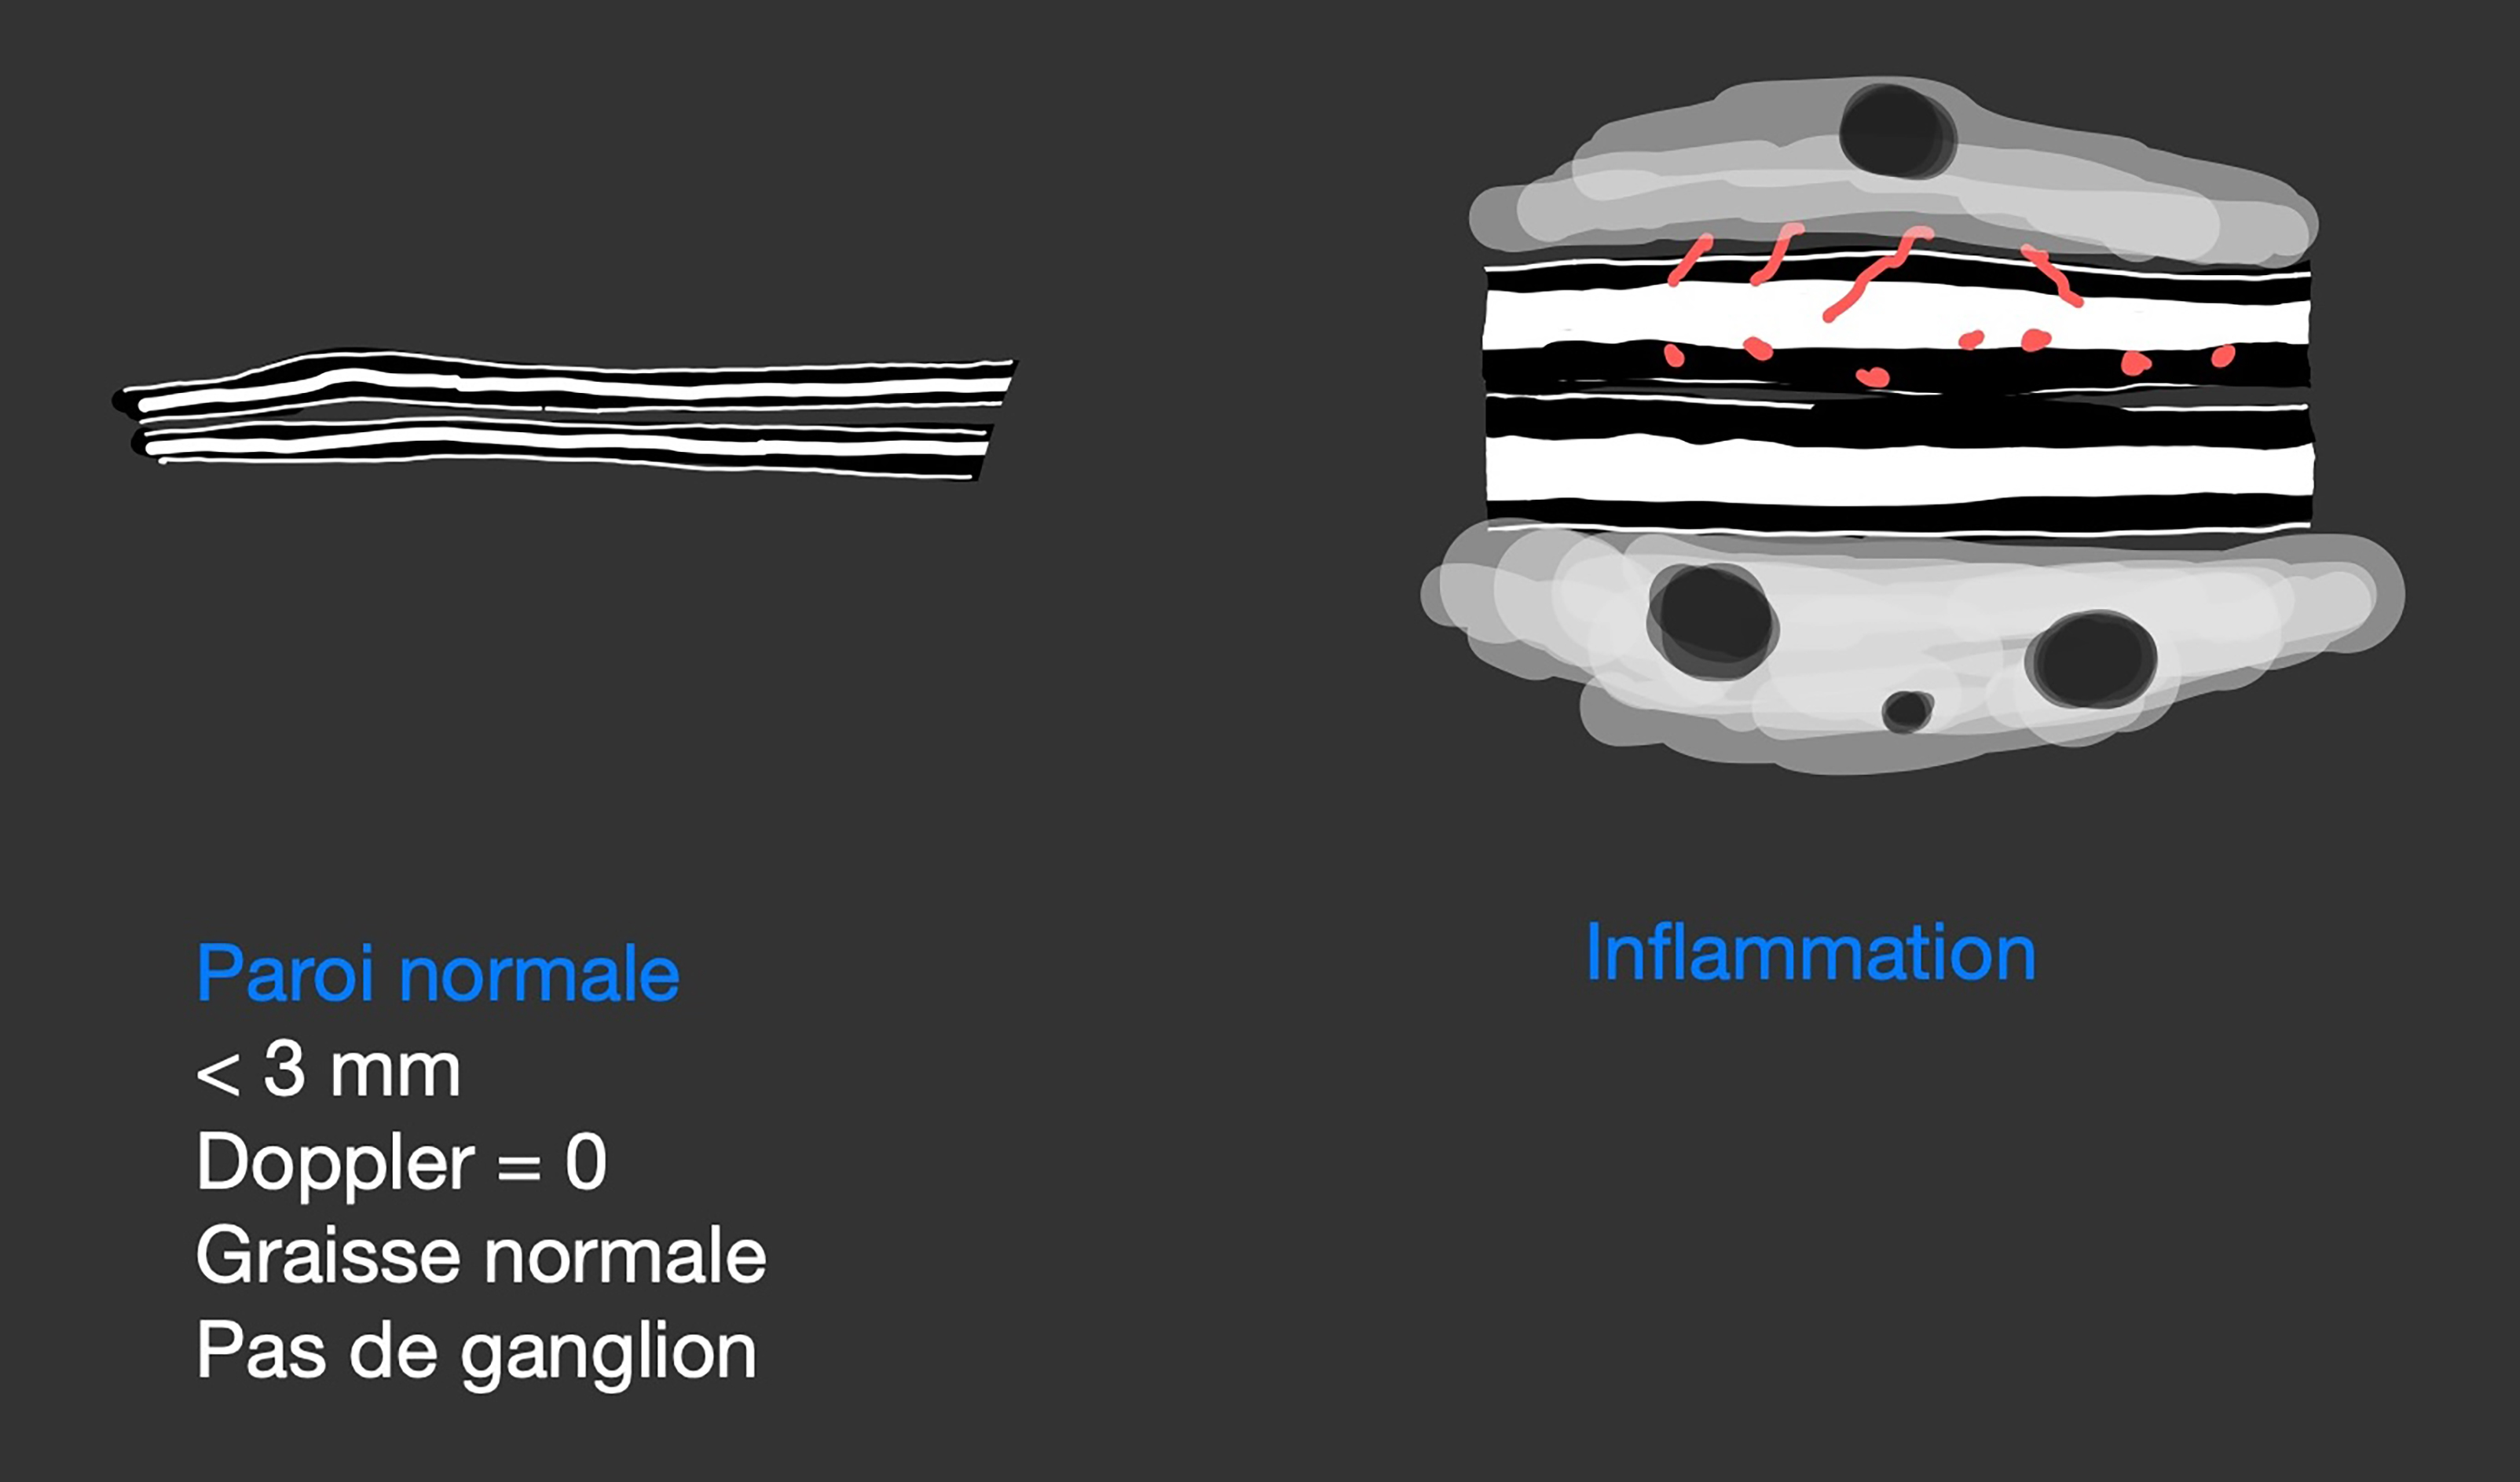 Paroi normale
< 3 mm
Doppler = 0
Graisse normale
Pas de ganglion
Inflammation